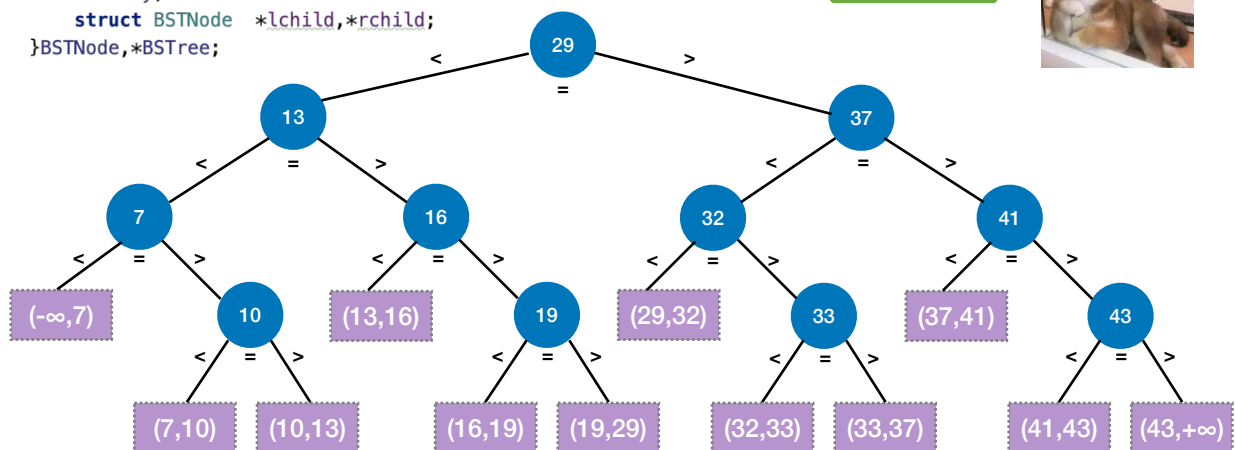 struct BSTNode *lchild,*rchild;
}BSTNode,*BSTree;
29
< >
=
13 37
< = > < = >
7 16 32 41
< = > < = > < = > < = >
(-∞,7) 10 (13,16) 19 (29,32) 33 (37,41) 43
< = > < = > < = > < = >
(7,10) (10,13) (16,19) (19,29) (32,33) (33,37) (41,43) (43,+∞)